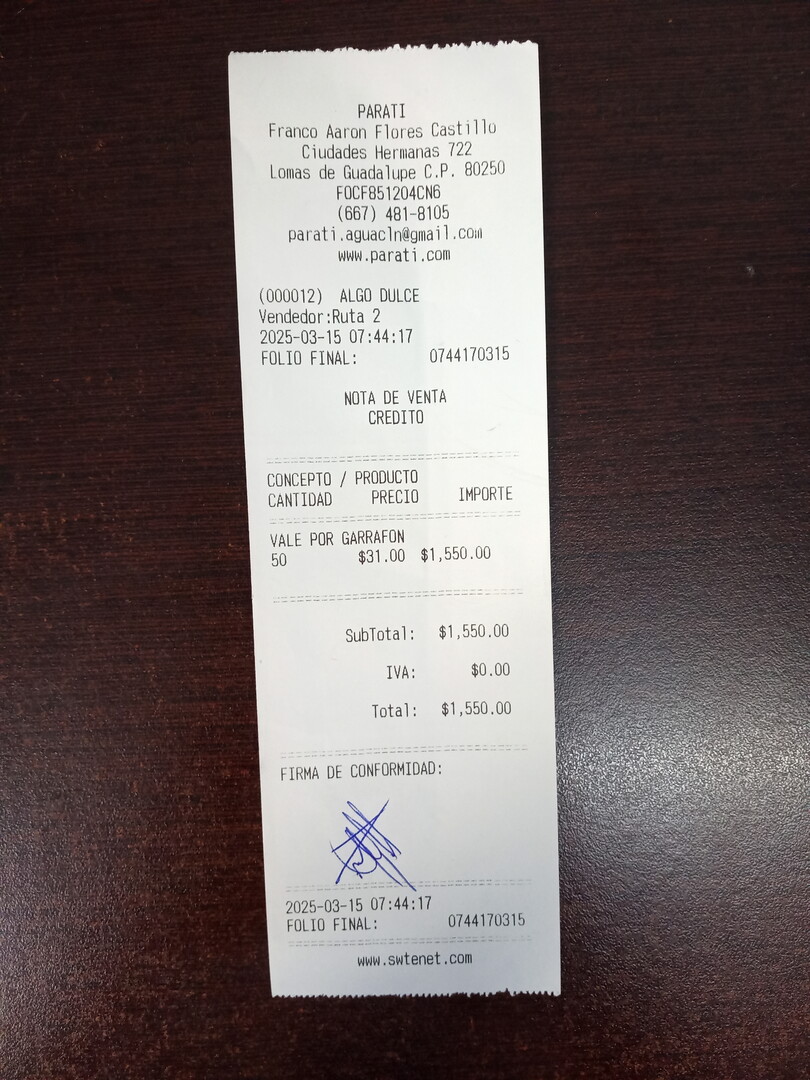 PARATI
Franco Aaron Flores Castillo
Ciudades Hermanas 722
Lomas de Guadalupe C.P. 80250
FOCF851204CN6
(667) 481-8105
parati.aguacln@gmail.com
www.parati.com
(000012) ALGO DULCE
Vendedor:Ruta 2
2025-03-15 07:44:17
FOLIO FINAL: 0744170315
NOTA DE VENTA
CREDITO
CONCEPTO / PRODUCTO
CANTIDAD PRECIO IMPORTE
VALE POR GARRAFON
50 $31.00 $1,550.00
SubTotal: $1,550.00
IVA: $0.00
Total: $1,550.00
FIRMA DE CONFORMIDAD:
2025-03-15 07:44:17
FOLIO FINAL: 0744170315
www.swtenet.com